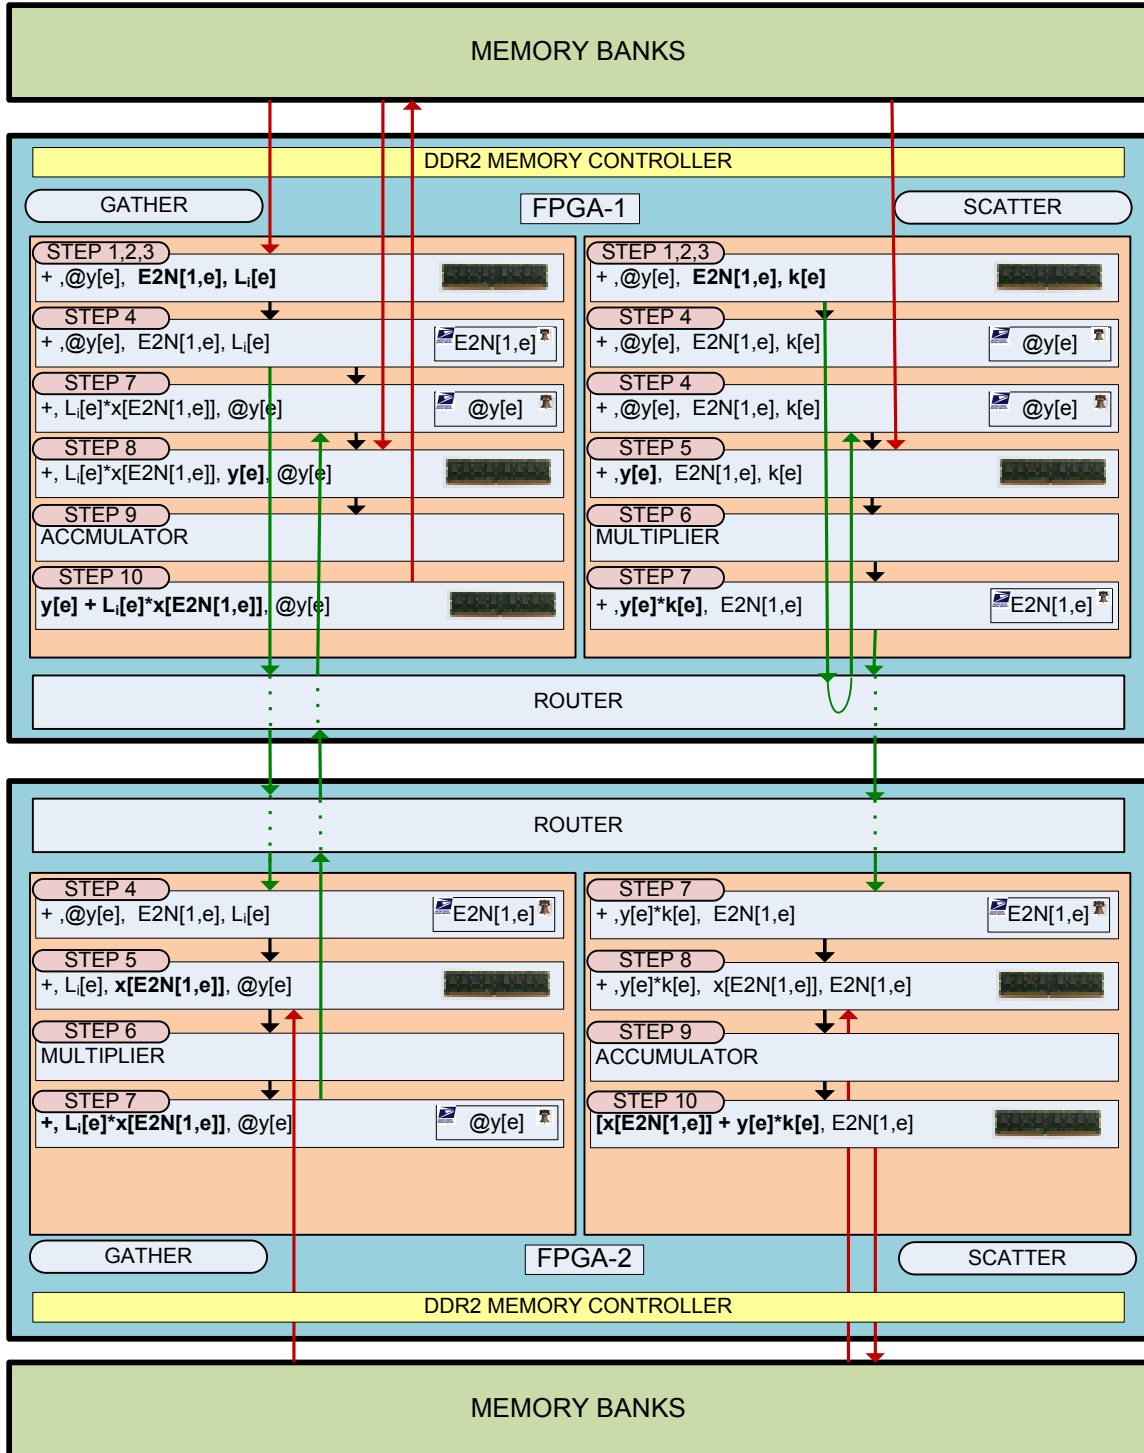 MEMORY BANKS
DDR2 MEMORY CONTROLLER
GATHER
FPGA-1
SCATTER
STEP 1,2,3
+ ,@y[e], E2N[1,e], Lᵢ[e]
STEP 4
+ ,@y[e], E2N[1,e], Lᵢ[e]
E2N[1,e]
STEP 7
+, Lᵢ[e]*x[E2N[1,e]], @y[e]
@y[e]
STEP 8
+, Lᵢ[e]*x[E2N[1,e]], y[e], @y[e]
STEP 9
ACCMULATOR
STEP 10
y[e] + Lᵢ[e]*x[E2N[1,e]], @y[e]
STEP 1,2,3
+ ,@y[e], E2N[1,e], k[e]
STEP 4
+ ,@y[e], E2N[1,e], k[e]
@y[e]
STEP 4
+ ,@y[e], E2N[1,e], k[e]
@y[e]
STEP 5
+ ,y[e], E2N[1,e], k[e]
STEP 6
MULTIPLIER
STEP 7
+ ,y[e]*k[e], E2N[1,e]
E2N[1,e]
ROUTER
ROUTER
STEP 4
+ ,@y[e], E2N[1,e], Lᵢ[e]
E2N[1,e]
STEP 5
+, Lᵢ[e], x[E2N[1,e]], @y[e]
STEP 6
MULTIPLIER
STEP 7
+, Lᵢ[e]*x[E2N[1,e]], @y[e]
@y[e]
STEP 7
+ ,y[e]*k[e], E2N[1,e]
E2N[1,e]
STEP 8
+ ,y[e]*k[e], x[E2N[1,e]], E2N[1,e]
STEP 9
ACCUMULATOR
STEP 10
[x[E2N[1,e]] + y[e]*k[e], E2N[1,e]
GATHER
FPGA-2
SCATTER
DDR2 MEMORY CONTROLLER
MEMORY BANKS